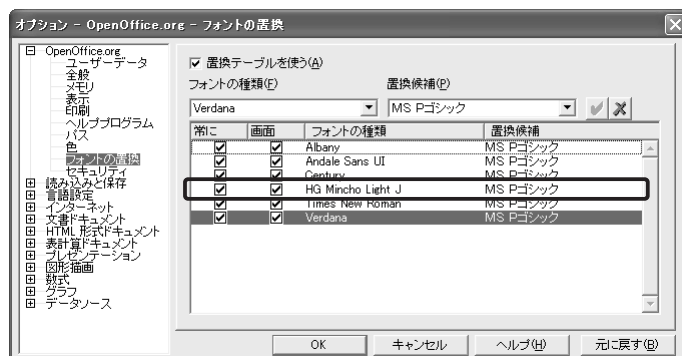 オプション - OpenOffice.org - フォントの置換
OpenOffice.org
ユーザーデータ
全般
メモリ
表示
印刷
ヘルププログラム
パス
色
フォントの置換
セキュリティ
読み込みと保存
言語設定
インターネット
文書ドキュメント
HTML 形式ドキュメント
表計算ドキュメント
プレゼンテーション
図形描画
数式
グラフ
データソース
置換テーブルを使う(A)
フォントの種類(F) 置換候補(P)
Verdana MS Pゴシック
常に 画面 フォントの種類 置換候補
Albany MS Pゴシック
Andale Sans UI MS Pゴシック
Century MS Pゴシック
HG Mincho Light J MS Pゴシック
Times New Roman MS Pゴシック
Verdana MS Pゴシック
OK キャンセル ヘルプ(H) 元に戻す(B)